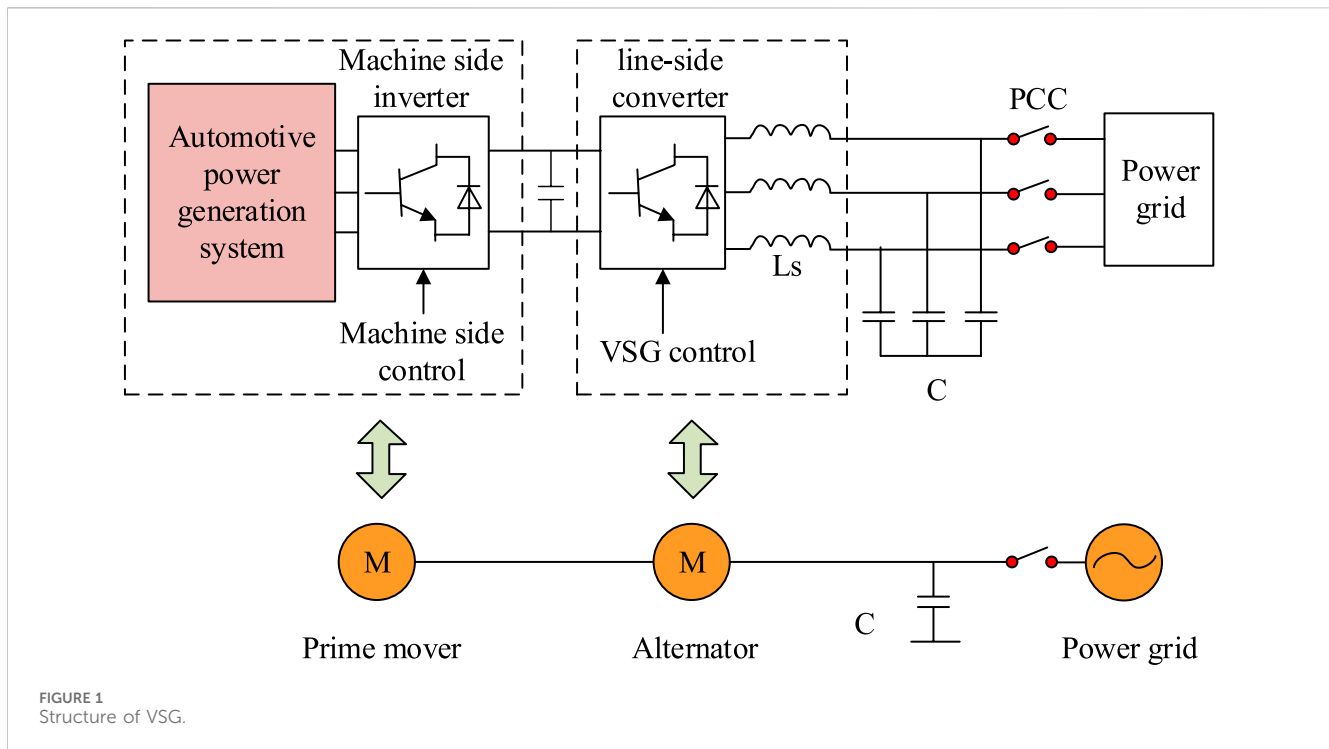 Machine side
inverter
line-side
converter
PCC
Automotive
power
generation
system
Power
grid
Ls
Machine side
control
VSG control
C
M
M
C
Prime mover
Alternator
Power grid
FIGURE 1
Structure of VSG.